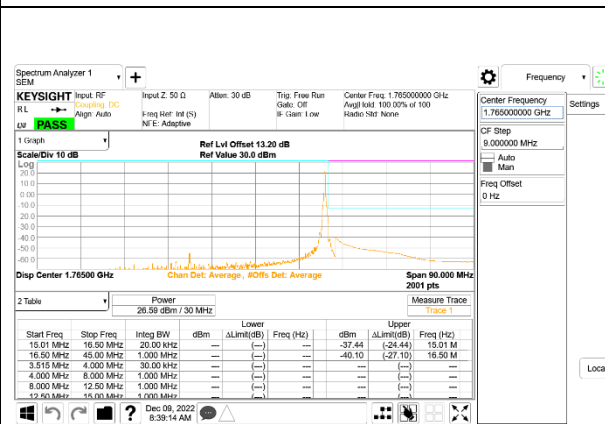 Spectrum Analyzer 1
SEM
Frequency
Settings
KEYSIGHT Input: RF
Input Z: 50 Ω
Atten: 30 dB
Trig: Free Run
Center Freq: 1.765000000 GHz
RL
Coupling: DC
Gate: Off
Avg|Hold: 100.00% of 100
Align: Auto
Freq Ref: Int (S)
IF Gain: Low
Radio Std: None
NFE: Adaptive
PASS
Center Frequency
1.765000000 GHz
CF Step
9.000000 MHz
Auto
Man
Freq Offset
0 Hz
Local
1 Graph
Ref Lvl Offset 13.20 dB
Scale/Div 10 dB
Ref Value 30.0 dBm
Log
20.0
10.0
0.00
-10.0
-20.0
-30.0
-40.0
-50.0
-60.0
Disp Center 1.76500 GHz
Chan Det: Average, #Offs Det: Average
Span 90.000 MHz
2001 pts
2 Table
Power
26.59 dBm / 30 MHz
Measure Trace
Trace 1
Lower Upper
Start Freq Stop Freq Integ BW dBm ΔLimit(dB) Freq (Hz) dBm ΔLimit(dB) Freq (Hz)
15.01 MHz 16.50 MHz 20.00 kHz --- (---) --- -37.44 (-24.44) 15.01 M
16.50 MHz 45.00 MHz 1.000 MHz --- (---) --- -40.10 (-27.10) 16.50 M
3.515 MHz 4.000 MHz 30.00 kHz --- (---) --- --- (---) ---
4.000 MHz 8.000 MHz 1.000 MHz --- (---) --- --- (---) ---
8.000 MHz 12.50 MHz 1.000 MHz --- (---) --- --- (---) ---
12.50 MHz 15.00 MHz 1.000 MHz --- (---) --- --- (---) ---
Dec 09, 2022
8:39:14 AM